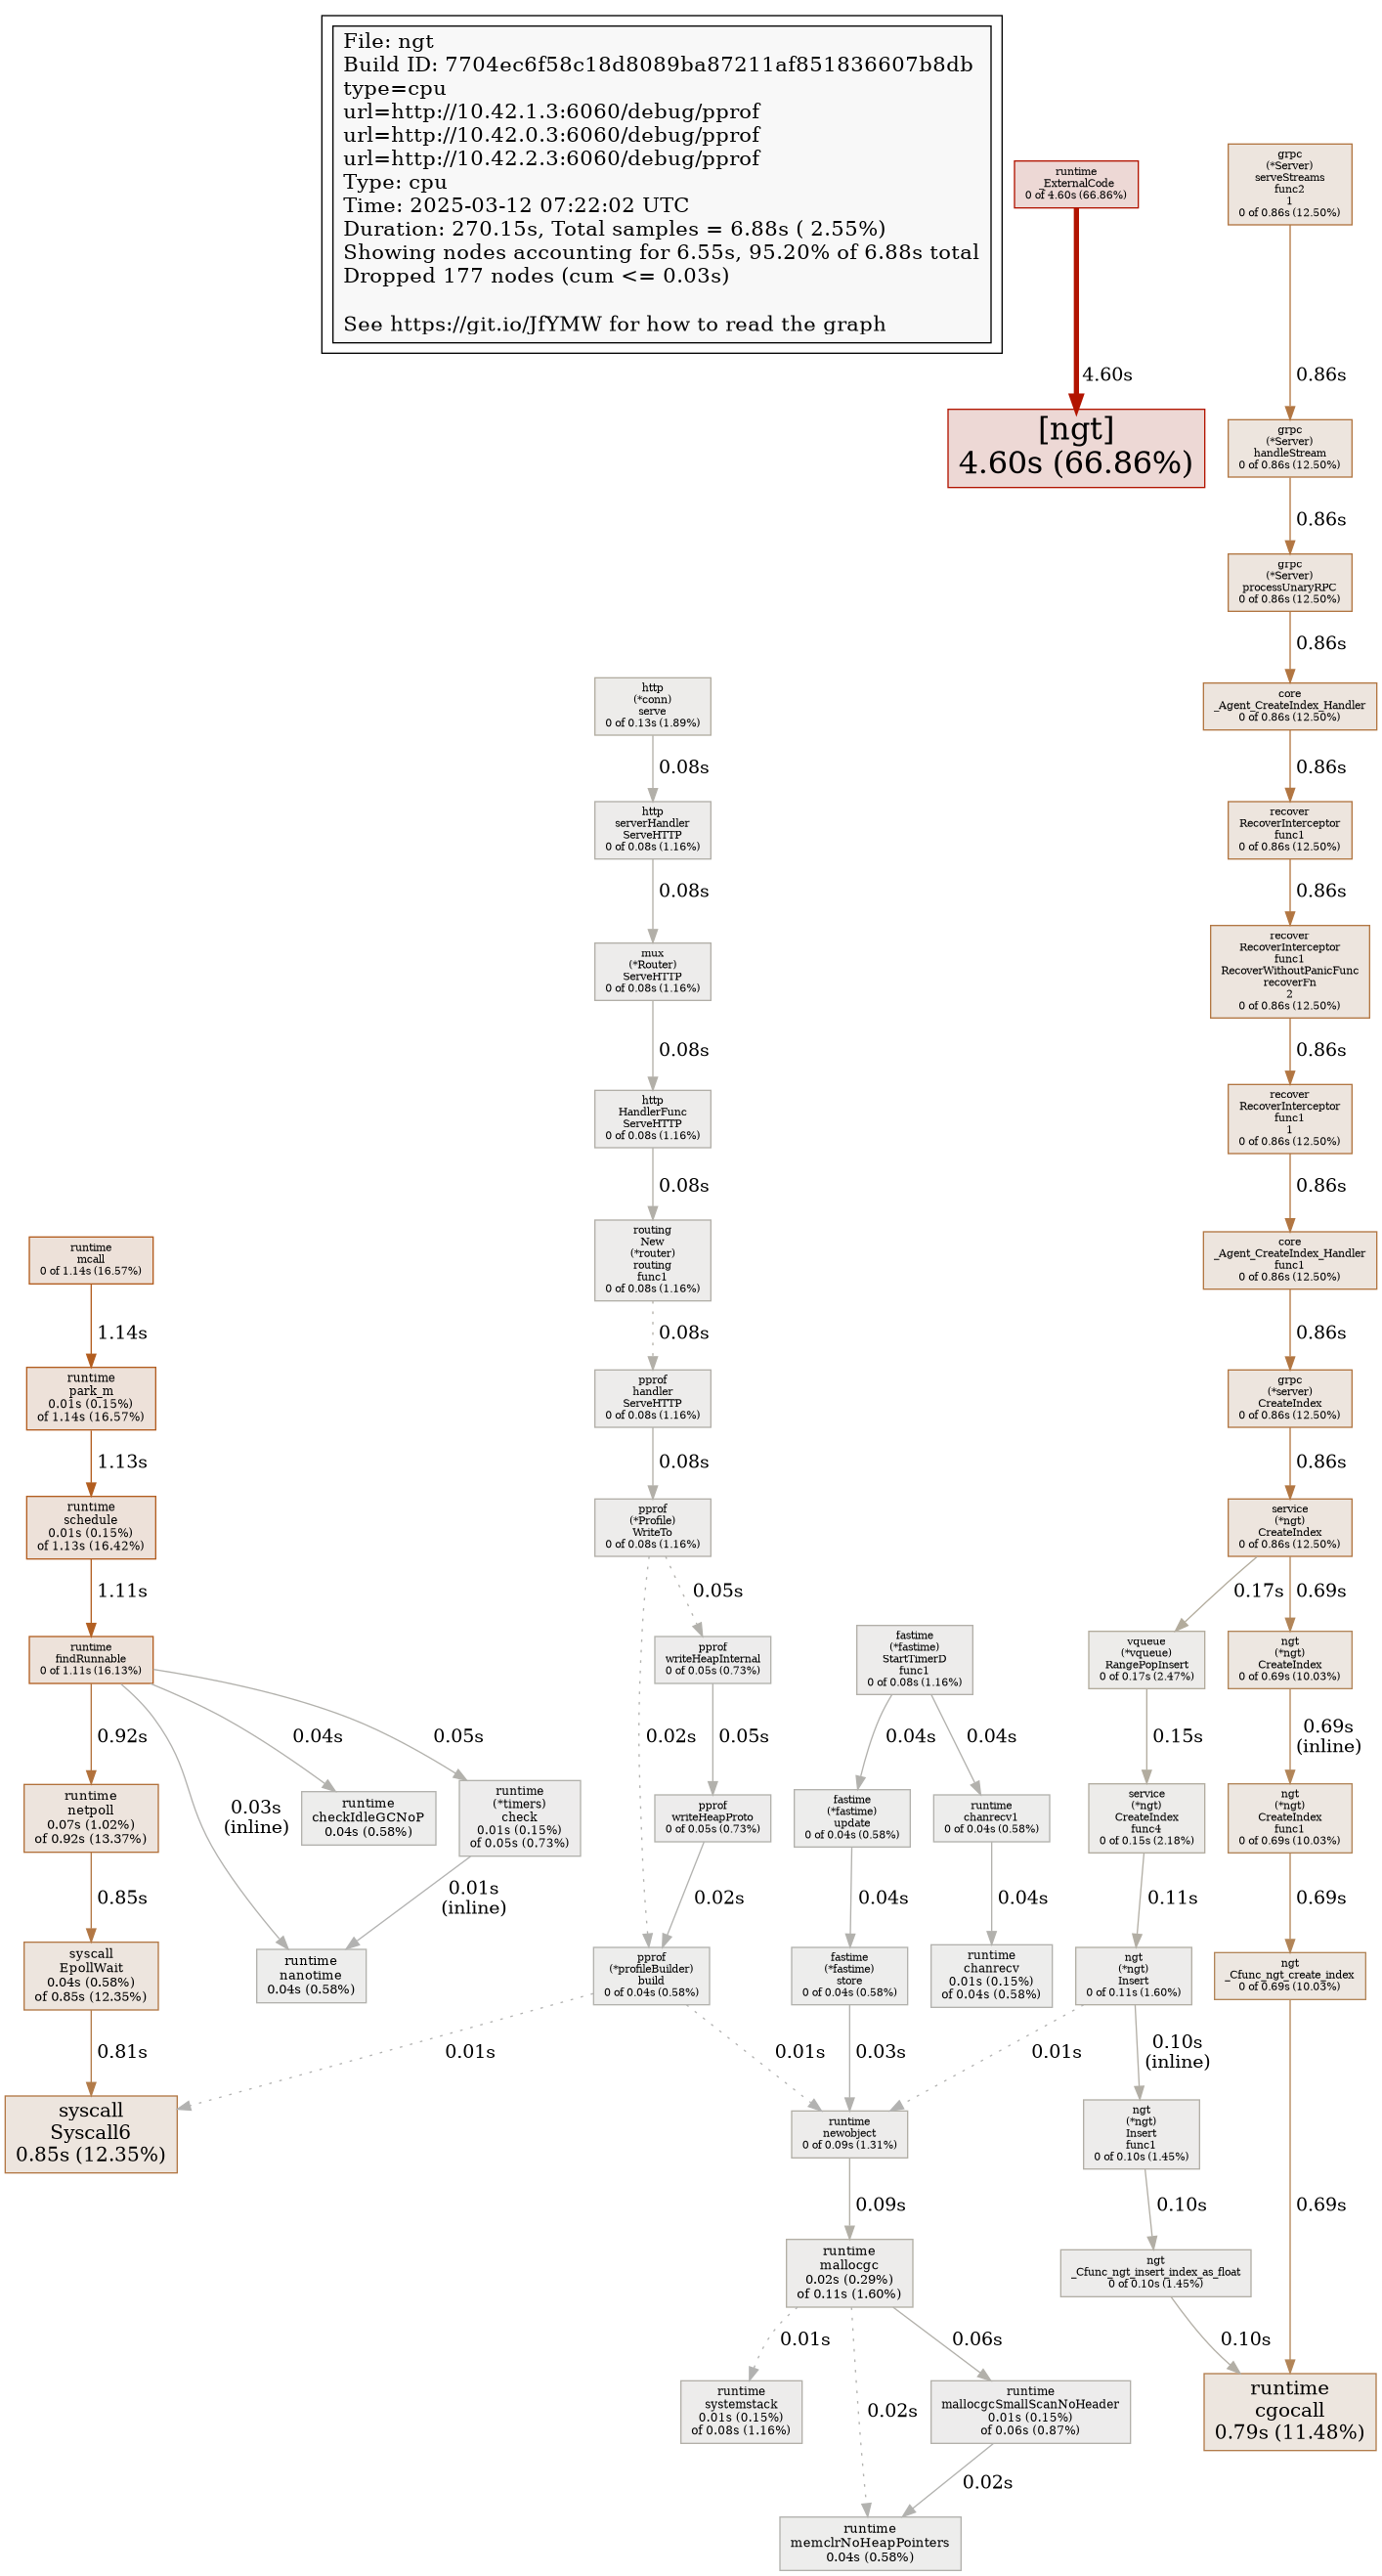 File: ngt
Build ID: 7704ec6f58c18d8089ba87211af851836607b8db
type=cpu
url=http://10.42.1.3:6060/debug/pprof
url=http://10.42.0.3:6060/debug/pprof
url=http://10.42.2.3:6060/debug/pprof
Type: cpu
Time: 2025-03-12 07:22:02 UTC
Duration: 270.15s, Total samples = 6.88s ( 2.55%)
Showing nodes accounting for 6.55s, 95.20% of 6.88s total
Dropped 177 nodes (cum <= 0.03s)
See https://git.io/JfYMW for how to read the graph
runtime
_ExternalCode
0 of 4.60s (66.86%)
4.60s
[ngt]
4.60s (66.86%)
grpc
(*Server)
serveStreams
func2
1
0 of 0.86s (12.50%)
0.86s
grpc
(*Server)
handleStream
0 of 0.86s (12.50%)
0.86s
grpc
(*Server)
processUnaryRPC
0 of 0.86s (12.50%)
0.86s
core
_Agent_CreateIndex_Handler
0 of 0.86s (12.50%)
0.86s
recover
RecoverInterceptor
func1
0 of 0.86s (12.50%)
0.86s
recover
RecoverInterceptor
func1
RecoverWithoutPanicFunc
recoverFn
2
0 of 0.86s (12.50%)
0.86s
recover
RecoverInterceptor
func1
1
0 of 0.86s (12.50%)
0.86s
core
_Agent_CreateIndex_Handler
func1
0 of 0.86s (12.50%)
0.86s
grpc
(*server)
CreateIndex
0 of 0.86s (12.50%)
0.86s
service
(*ngt)
CreateIndex
0 of 0.86s (12.50%)
0.17s
0.69s
vqueue
(*vqueue)
RangePopInsert
0 of 0.17s (2.47%)
0.15s
service
(*ngt)
CreateIndex
func4
0 of 0.15s (2.18%)
0.11s
ngt
(*ngt)
Insert
0 of 0.11s (1.60%)
0.01s
0.10s
(inline)
ngt
(*ngt)
Insert
func1
0 of 0.10s (1.45%)
0.10s
ngt
_Cfunc_ngt_insert_index_as_float
0 of 0.10s (1.45%)
0.10s
ngt
(*ngt)
CreateIndex
0 of 0.69s (10.03%)
0.69s
(inline)
ngt
(*ngt)
CreateIndex
func1
0 of 0.69s (10.03%)
0.69s
ngt
_Cfunc_ngt_create_index
0 of 0.69s (10.03%)
0.69s
runtime
cgocall
0.79s (11.48%)
http
(*conn)
serve
0 of 0.13s (1.89%)
0.08s
http
serverHandler
ServeHTTP
0 of 0.08s (1.16%)
0.08s
mux
(*Router)
ServeHTTP
0 of 0.08s (1.16%)
0.08s
http
HandlerFunc
ServeHTTP
0 of 0.08s (1.16%)
0.08s
routing
New
(*router)
routing
func1
0 of 0.08s (1.16%)
0.08s
pprof
handler
ServeHTTP
0 of 0.08s (1.16%)
0.08s
pprof
(*Profile)
WriteTo
0 of 0.08s (1.16%)
0.02s
0.05s
pprof
writeHeapInternal
0 of 0.05s (0.73%)
0.05s
pprof
writeHeapProto
0 of 0.05s (0.73%)
0.02s
pprof
(*profileBuilder)
build
0 of 0.04s (0.58%)
0.01s
0.01s
runtime
mcall
0 of 1.14s (16.57%)
1.14s
runtime
park_m
0.01s (0.15%)
of 1.14s (16.57%)
1.13s
runtime
schedule
0.01s (0.15%)
of 1.13s (16.42%)
1.11s
runtime
findRunnable
0 of 1.11s (16.13%)
0.92s
0.03s
(inline)
0.04s
0.05s
runtime
netpoll
0.07s (1.02%)
of 0.92s (13.37%)
0.85s
runtime
checkIdleGCNoP
0.04s (0.58%)
runtime
(*timers)
check
0.01s (0.15%)
of 0.05s (0.73%)
0.01s
(inline)
syscall
EpollWait
0.04s (0.58%)
of 0.85s (12.35%)
0.81s
runtime
nanotime
0.04s (0.58%)
syscall
Syscall6
0.85s (12.35%)
fastime
(*fastime)
StartTimerD
func1
0 of 0.08s (1.16%)
0.04s
0.04s
fastime
(*fastime)
update
0 of 0.04s (0.58%)
0.04s
runtime
chanrecv1
0 of 0.04s (0.58%)
0.04s
fastime
(*fastime)
store
0 of 0.04s (0.58%)
0.03s
runtime
chanrecv
0.01s (0.15%)
of 0.04s (0.58%)
runtime
newobject
0 of 0.09s (1.31%)
0.09s
runtime
mallocgc
0.02s (0.29%)
of 0.11s (1.60%)
0.01s
0.02s
0.06s
runtime
systemstack
0.01s (0.15%)
of 0.08s (1.16%)
runtime
mallocgcSmallScanNoHeader
0.01s (0.15%)
of 0.06s (0.87%)
0.02s
runtime
memclrNoHeapPointers
0.04s (0.58%)